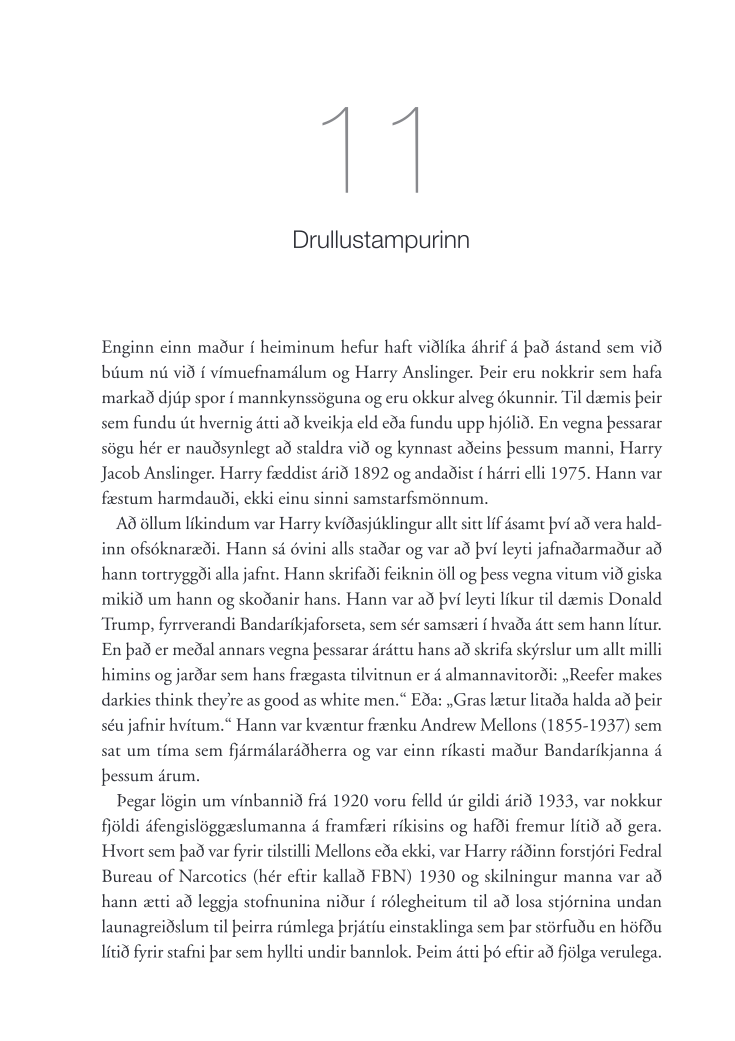 11
Drullustampurinn
Enginn einn maður í heiminum hefur haft viðlíka áhrif á það ástand sem við
búum nú við í vímuefnamálum og Harry Anslinger. Þeir eru nokkrir sem hafa
markað djúp spor í mannkynssöguna og eru okkur alveg ókunnir. Til dæmis þeir
sem fundu út hvernig átti að kveikja eld eða fundu upp hjólið. En vegna þessarar
sögu hér er nauðsynlegt að staldra við og kynnast aðeins þessum manni, Harry
Jacob Anslinger. Harry fæddist árið 1892 og andaðist í hárri elli 1975. Hann var
fæstum harmdauði, ekki einu sinni samstarfsmönnum.
Að öllum líkindum var Harry kvíðasjúklingur allt sitt líf ásamt því að vera hald-
inn ofsóknaræði. Hann sá óvini alls staðar og var að því leyti jafnaðarmaður að
hann tortryggði alla jafnt. Hann skrifaði feiknin öll og þess vegna vitum við giska
mikið um hann og skoðanir hans. Hann var að því leyti líkur til dæmis Donald
Trump, fyrrverandi Bandaríkjaforseta, sem sér samsæri í hvaða átt sem hann lítur.
En það er meðal annars vegna þessarar áráttu hans að skrifa skýrslur um allt milli
himins og jarðar sem hans frægasta tilvitnun er á almannavitorði: „Reefer makes
darkies think they're as good as white men.“ Eða: „Gras lætur litaða halda að þeir
séu jafnir hvítum.“ Hann var kvæntur frænku Andrew Mellons (1855-1937) sem
sat um tíma sem fjármálaráðherra og var einn ríkasti maður Bandaríkjanna á
þessum árum.
Þegar lögin um vínbannið frá 1920 voru felld úr gildi árið 1933, var nokkur
fjöldi áfengislöggæslumanna á framfæri ríkisins og hafði fremur lítið að gera.
Hvort sem það var fyrir tilstilli Mellons eða ekki, var Harry ráðinn forstjóri Fedral
Bureau of Narcotics (hér eftir kallað FBN) 1930 og skilningur manna var að
hann ætti að leggja stofnunina niður í rólegheitum til að losa stjórnina undan
launagreiðslum til þeirra rúmlega þrjátíu einstaklinga sem þar störfuðu en höfðu
lítið fyrir stafni þar sem hyllti undir bannlok. Þeim átti þó eftir að fjölga verulega.